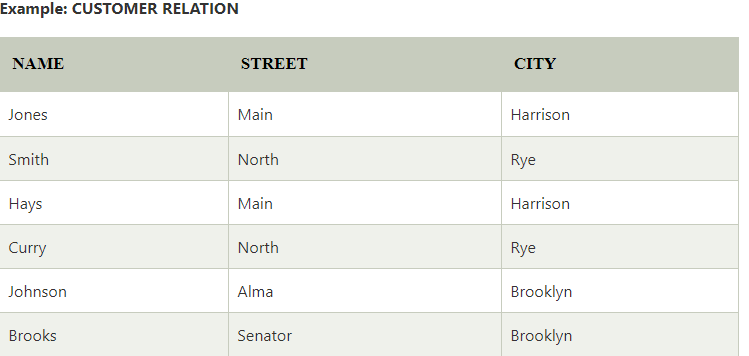 Example: CUSTOMER RELATION
NAME STREET CITY
Jones Main Harrison
Smith North Rye
Hays Main Harrison
Curry North Rye
Johnson Alma Brooklyn
Brooks Senator Brooklyn